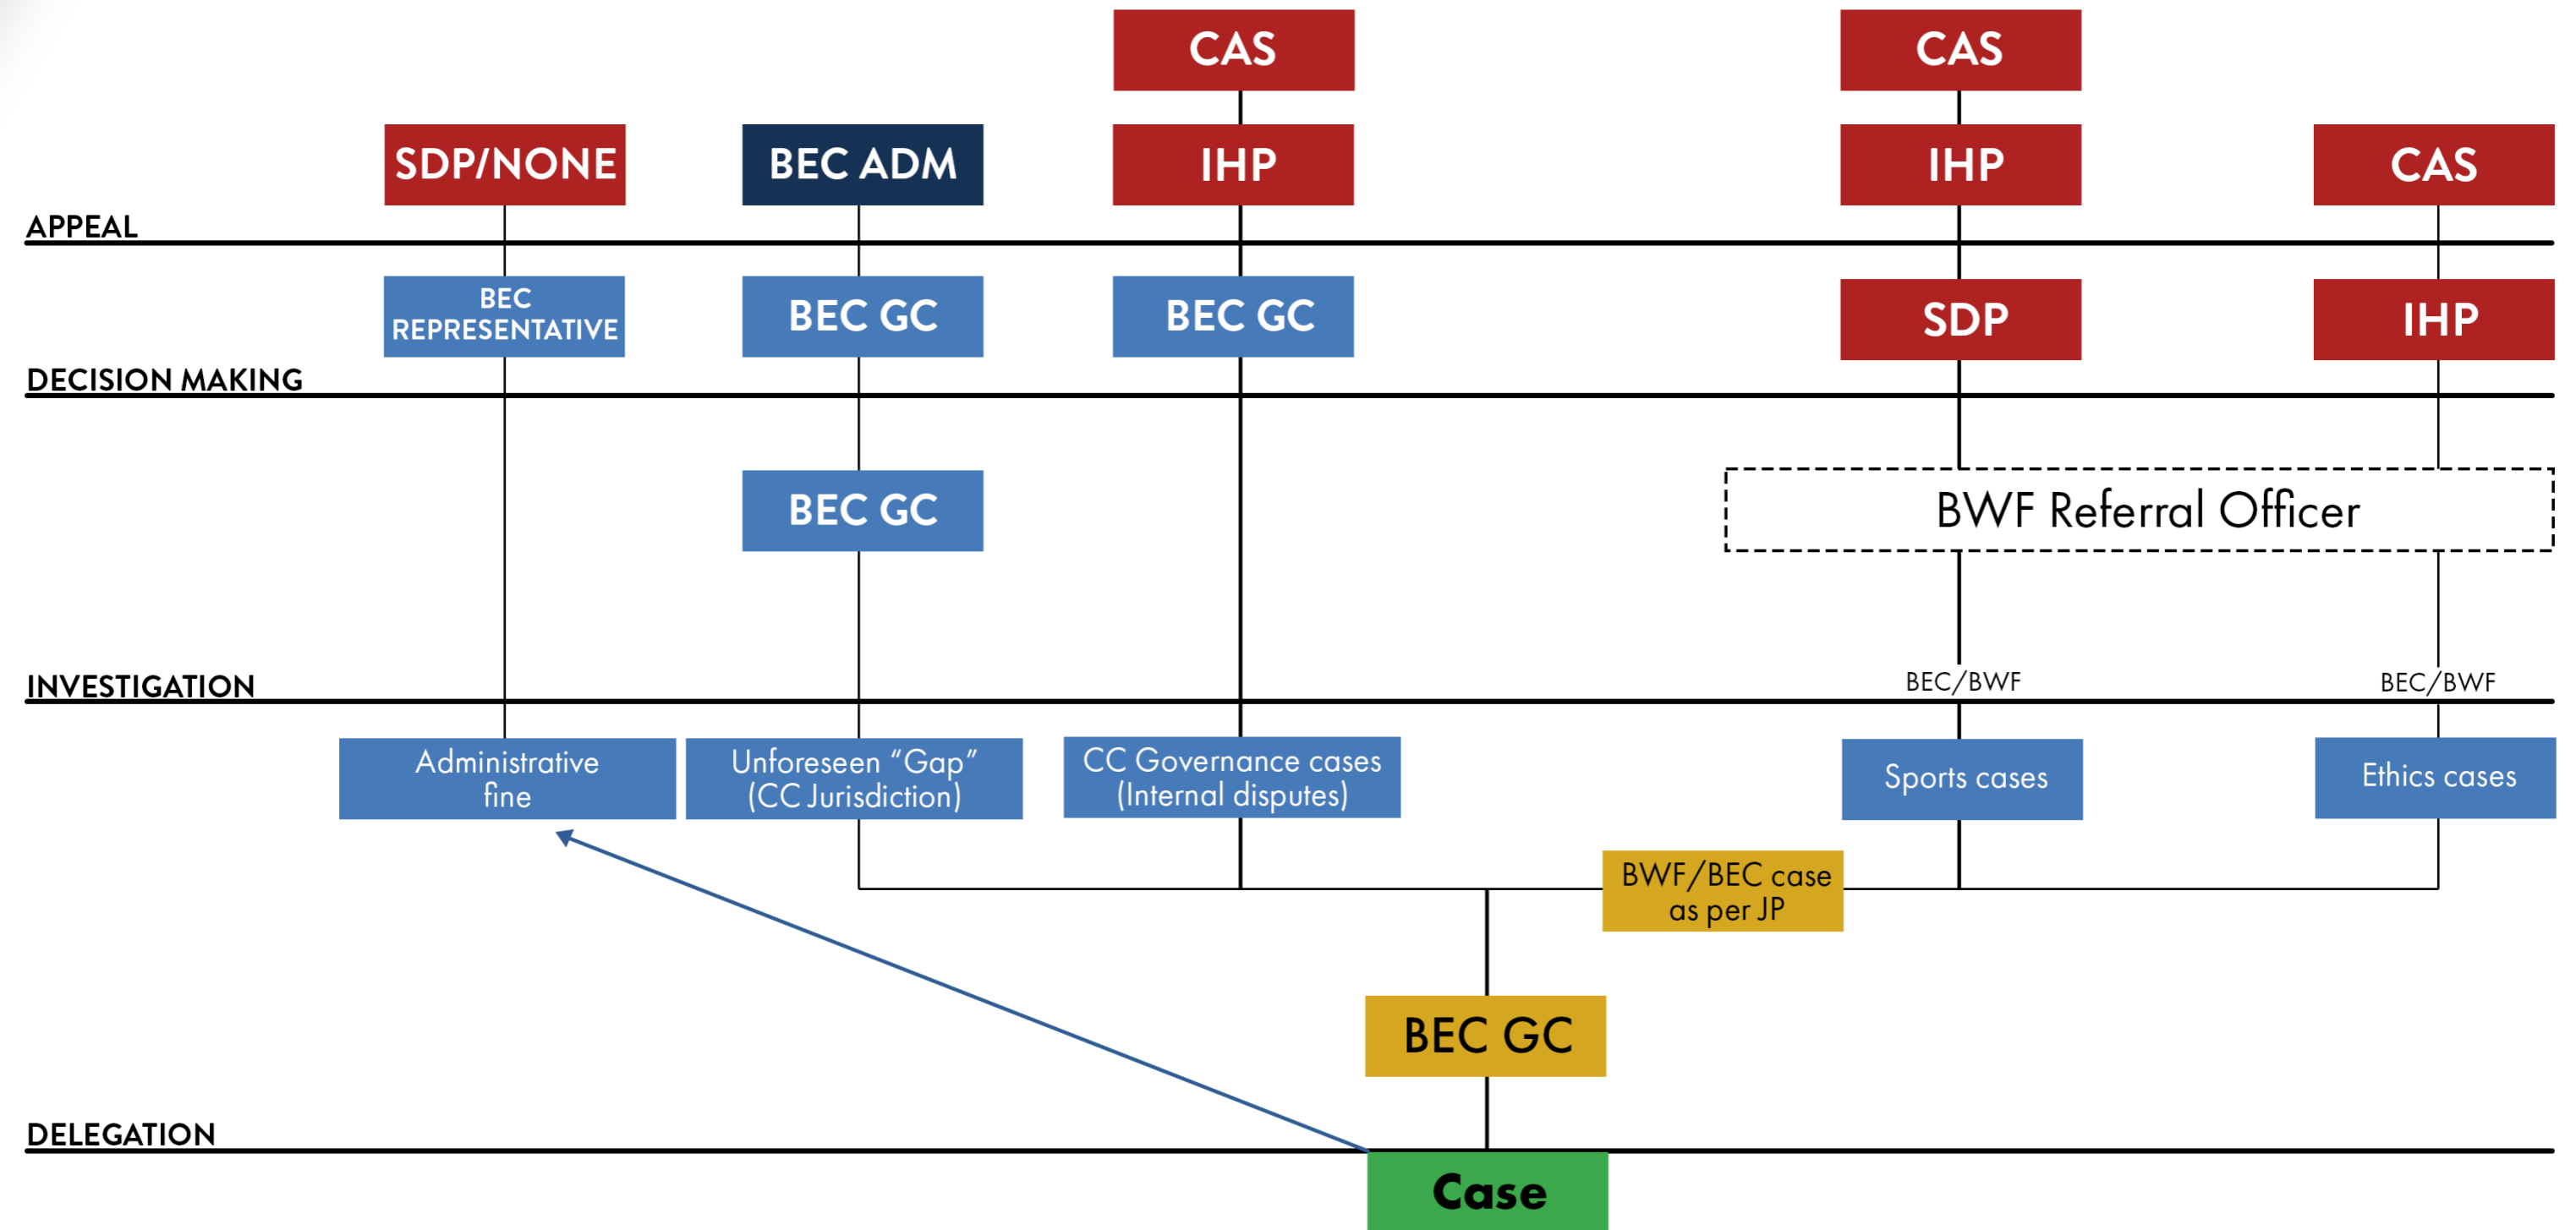 CAS
CAS
SDP/NONE
BEC ADM
IHP
IHP
CAS
APPEAL
BEC
REPRESENTATIVE
BEC GC
BEC GC
SDP
IHP
DECISION MAKING
BEC GC
BWF Referral Officer
INVESTIGATION
BEC/BWF
BEC/BWF
Administrative
fine
Unforeseen “Gap”
(CC Jurisdiction)
CC Governance cases
(Internal disputes)
Sports cases
Ethics cases
BWF/BEC case
as per JP
BEC GC
DELEGATION
Case